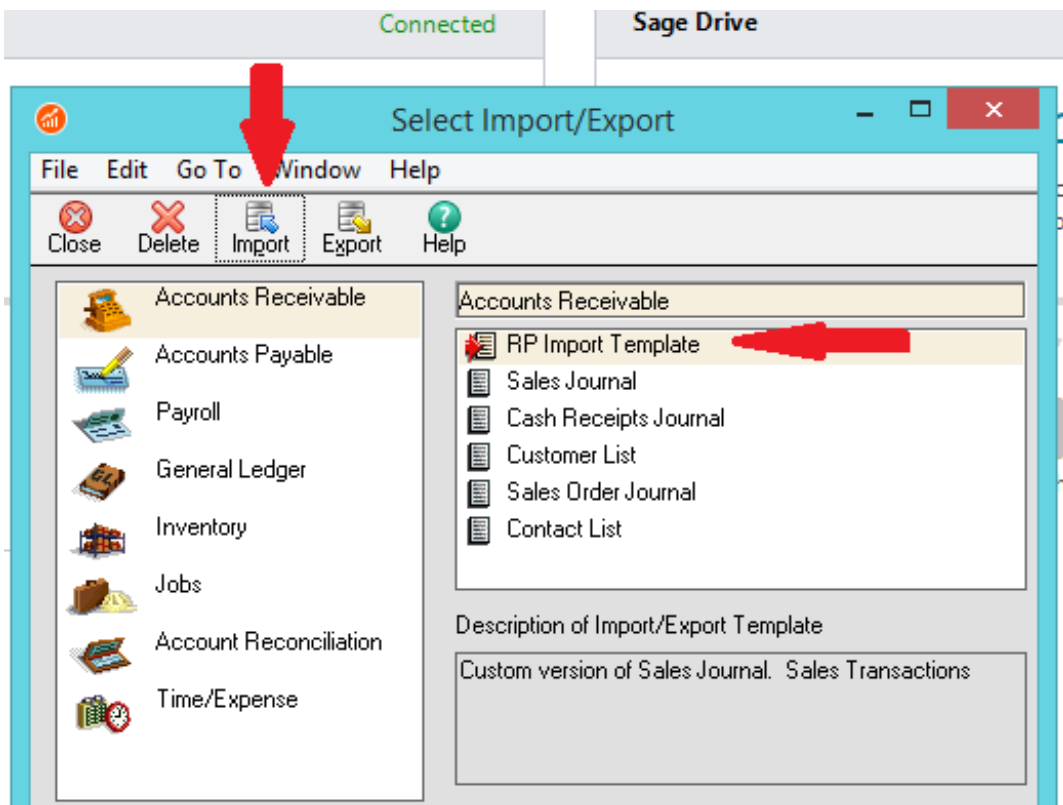 Connected
Sage Drive
Select Import/Export
File Edit Go To Window Help
Close Delete Import Export Help
Accounts Receivable
Accounts Payable
Payroll
General Ledger
Inventory
Jobs
Account Reconciliation
Time/Expense
Accounts Receivable
RP Import Template
Sales Journal
Cash Receipts Journal
Customer List
Sales Order Journal
Contact List
Description of Import/Export Template
Custom version of Sales Journal. Sales Transactions